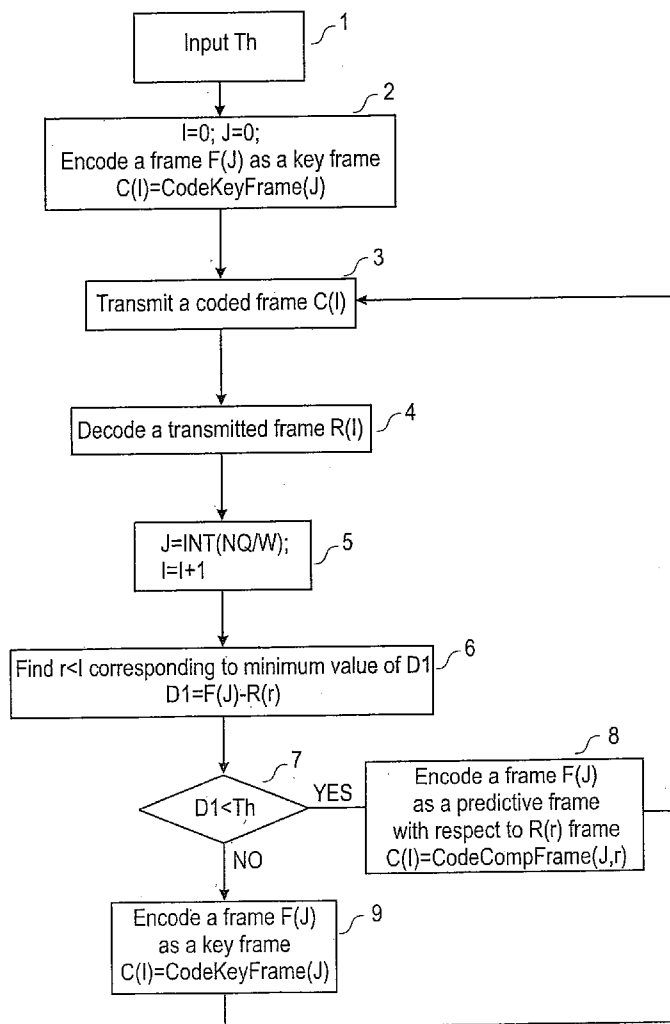 1
Input Th
2
I=0; J=0;
Encode a frame F(J) as a key frame
C(I)=CodeKeyFrame(J)
3
Transmit a coded frame C(I)
4
Decode a transmitted frame R(I)
J=INT(NQ/W);
I=I+1
5
6
Find r<I corresponding to minimum value of D1
D1=F(J)-R(r)
7
D1<Th
YES
NO
8
Encode a frame F(J)
as a predictive frame
with respect to R(r) frame
C(I)=CodeCompFrame(J,r)
9
Encode a frame F(J)
as a key frame
C(I)=CodeKeyFrame(J)